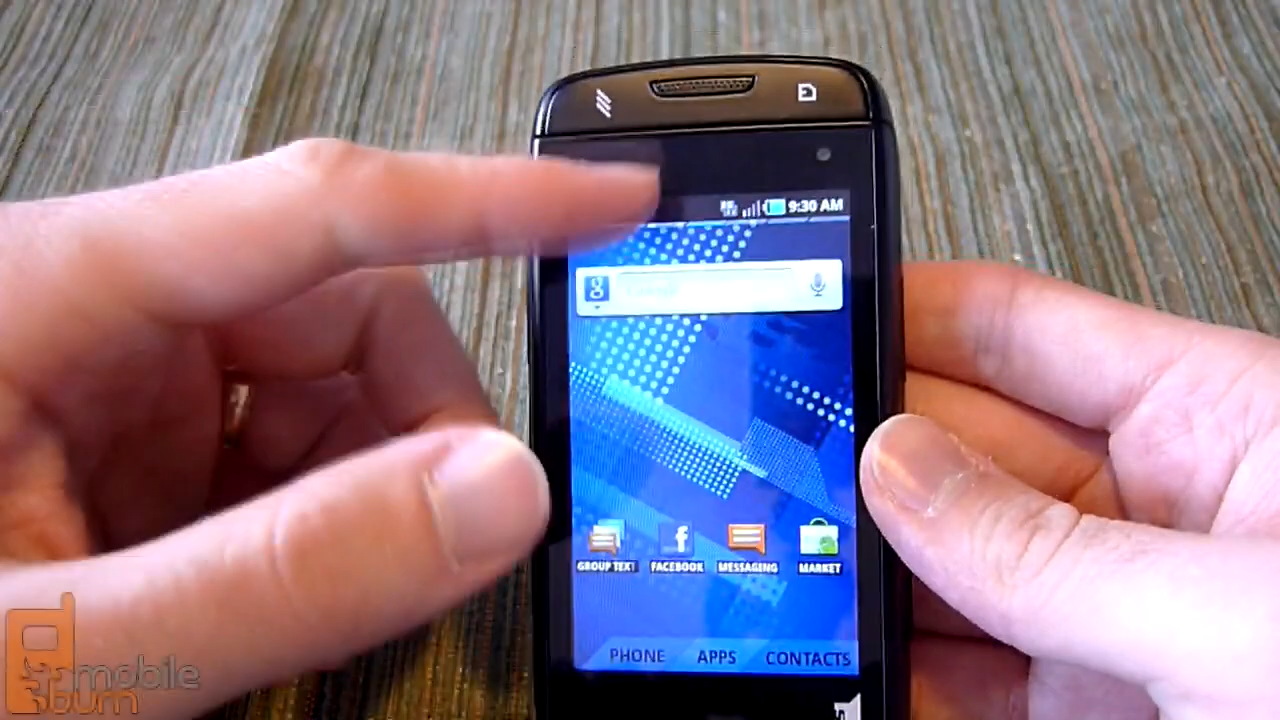 9:30 AM
g
GROUP TEXT FACEBOOK MESSAGING MARKET
PHONE APPS CONTACTS
mobile
burn